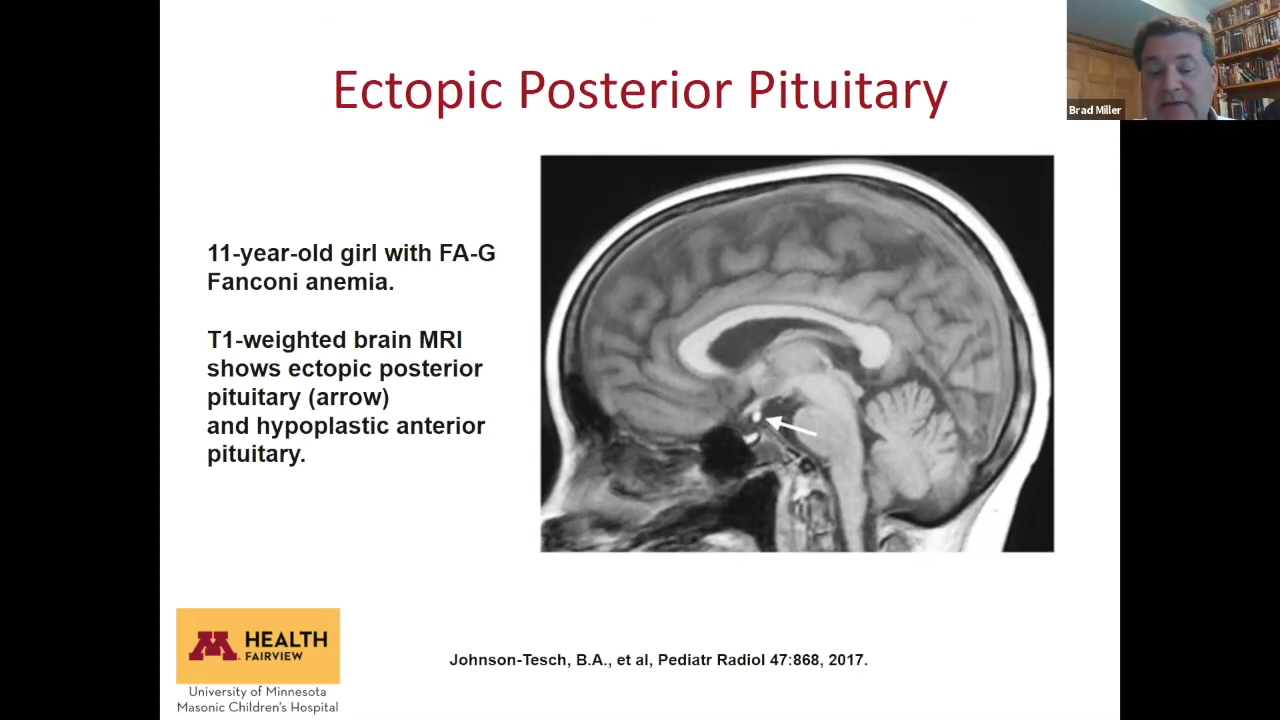 Ectopic Posterior Pituitary
Brad Miller
11-year-old girl with FA-G
Fanconi anemia.
T1-weighted brain MRI
shows ectopic posterior
pituitary (arrow)
and hypoplastic anterior
pituitary.
M HEALTH
FAIRVIEW
University of Minnesota
Masonic Children's Hospital
Johnson-Tesch, B.A., et al, Pediatr Radiol 47:868, 2017.